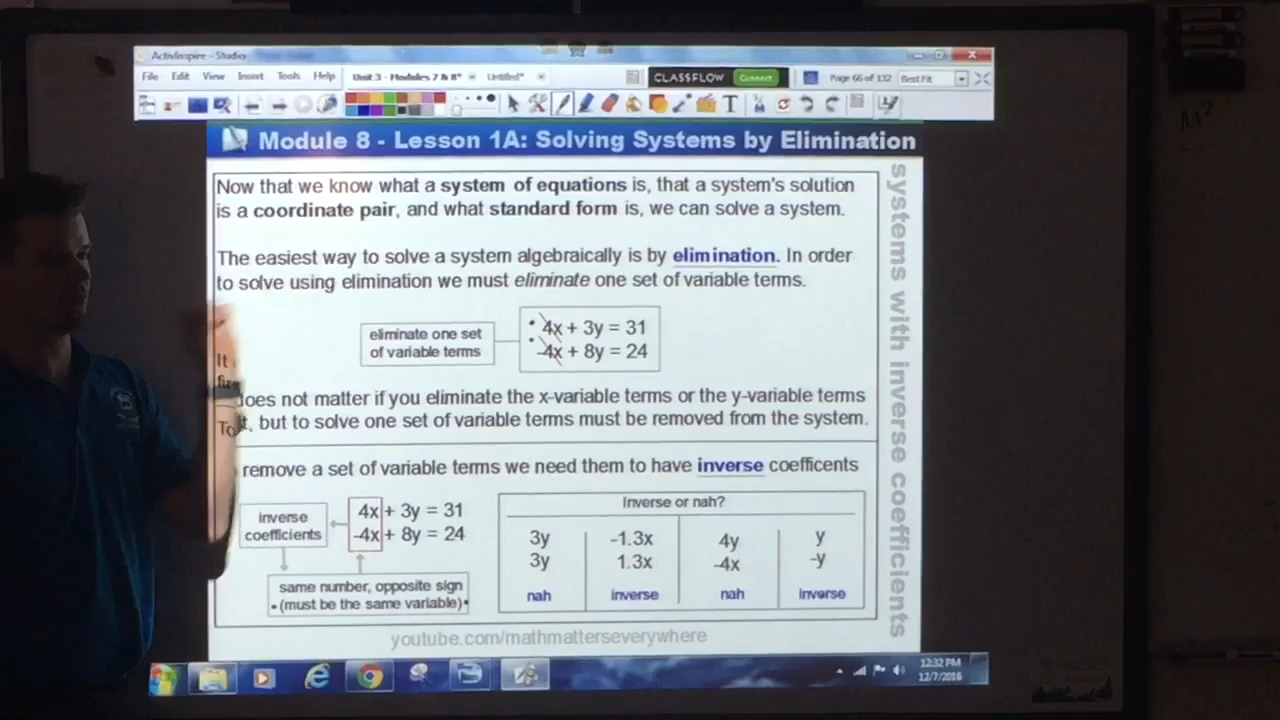 ActivInspire - Studio
File Edit View Insert Tools Help Unit 3 - Modules 7 & 8* Untitled* CLASSFLOW Connect Page 66 of 132 Best Fit
Module 8 - Lesson 1A: Solving Systems by Elimination
Now that we know what a system of equations is, that a system's solution
is a coordinate pair, and what standard form is, we can solve a system.
The easiest way to solve a system algebraically is by elimination. In order
to solve using elimination we must eliminate one set of variable terms.
eliminate one set
of variable terms
4x + 3y = 31
-4x + 8y = 24
It
does not matter if you eliminate the x-variable terms or the y-variable terms
but to solve one set of variable terms must be removed from the system.
To
remove a set of variable terms we need them to have inverse coefficents
inverse
coefficients
4x + 3y = 31
-4x + 8y = 24
same number, opposite sign
(must be the same variable)
Inverse or nah?
3y -1.3x 4y y
3y 1.3x -4x -y
nah inverse nah Inverse
systems with inverse coefficients
youtube.com/mathmatterseverywhere
12:32 PM
12/7/2016
M²